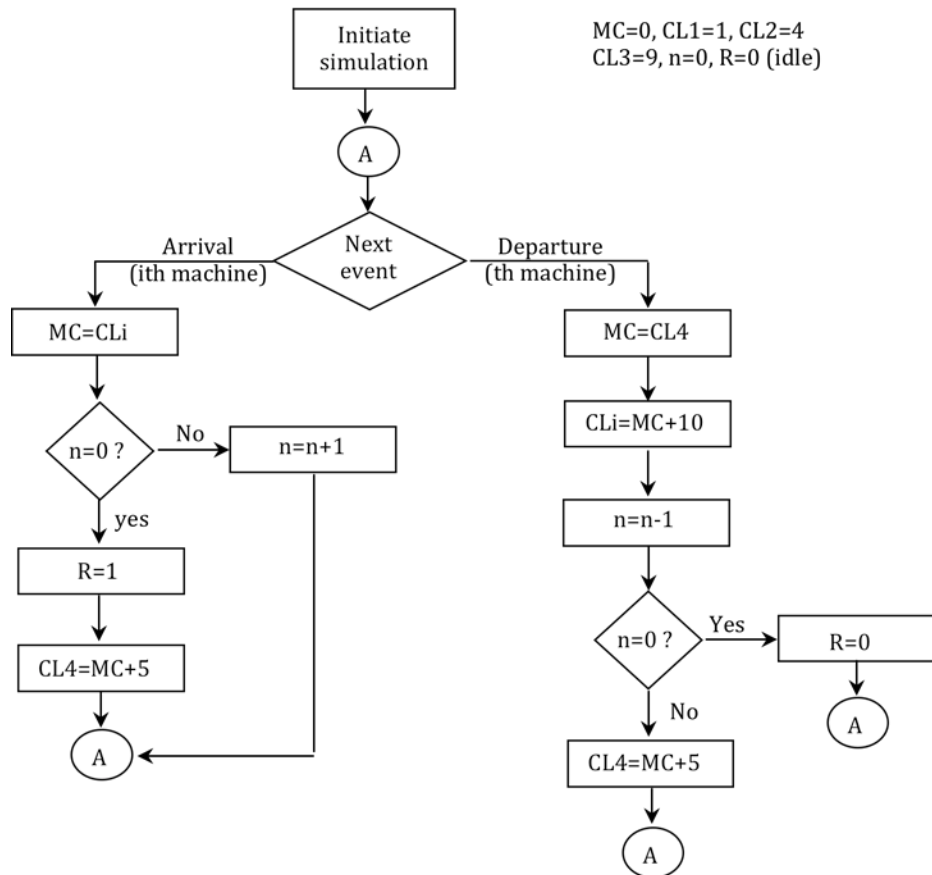 Initiate
simulation
MC=0, CL1=1, CL2=4
CL3=9, n=0, R=0 (idle)
A
Next
event
Arrival
(ith machine)
Departure
(th machine)
MC=CLi
n=0 ?
No
n=n+1
yes
R=1
CL4=MC+5
A
MC=CL4
CLi=MC+10
n=n-1
n=0 ?
Yes
R=0
A
No
CL4=MC+5
A